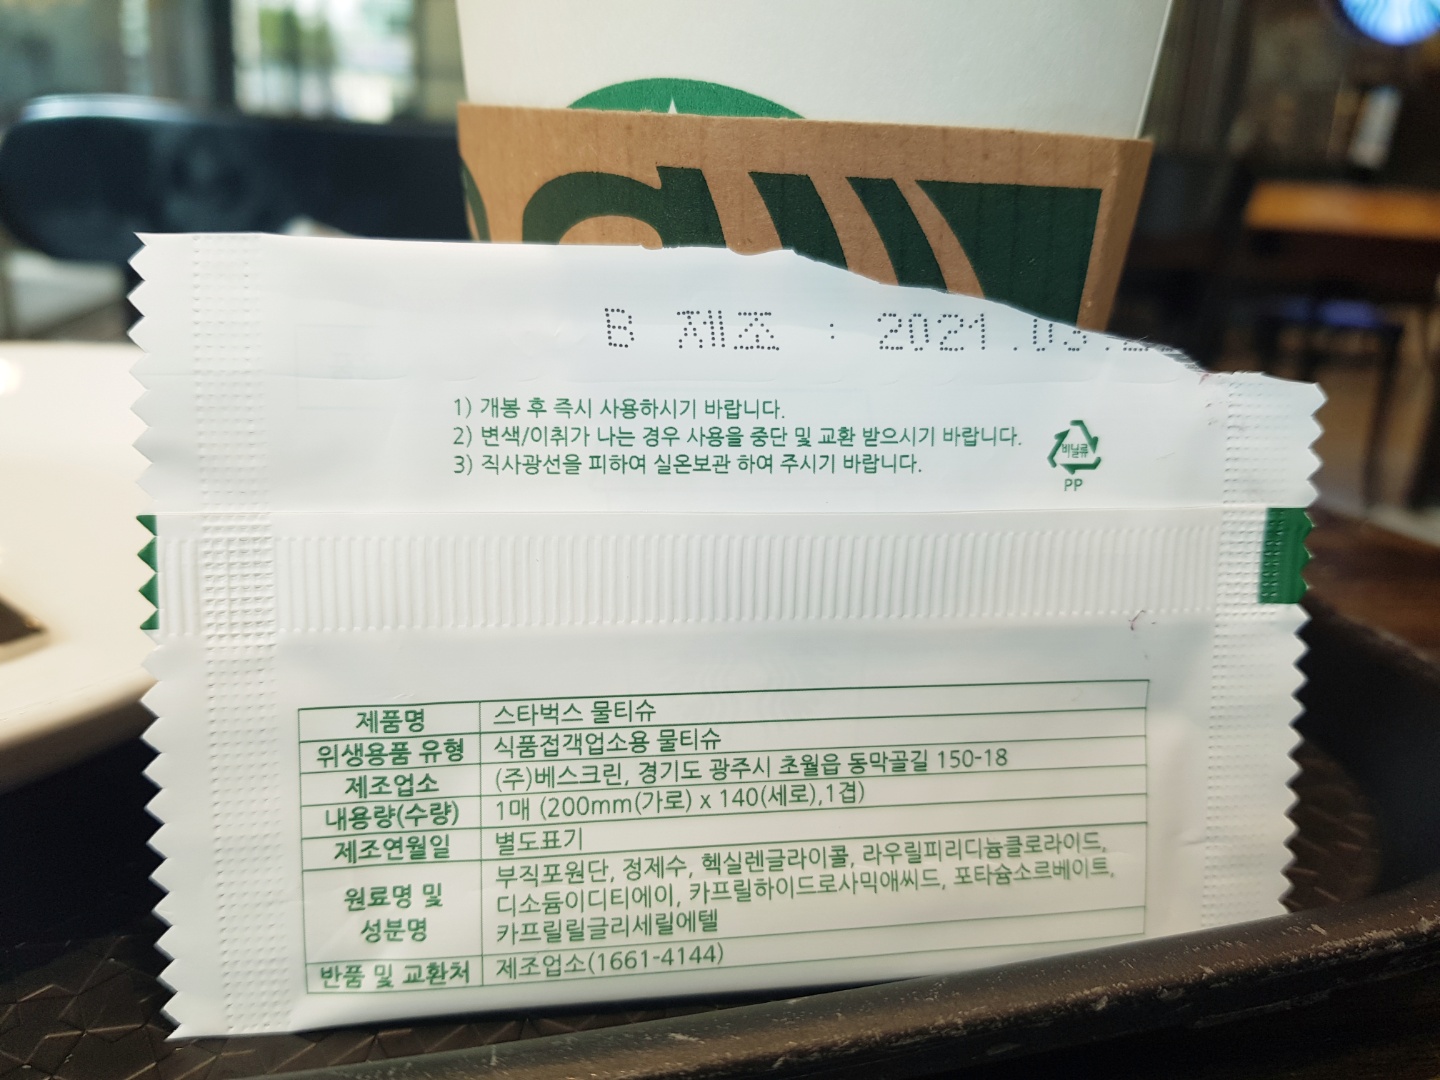 B 제조 : 2021.03.
1) 개봉 후 즉시 사용하시기 바랍니다.
2) 변색/이취가 나는 경우 사용을 중단 및 교환 받으시기 바랍니다.
3) 직사광선을 피하여 실온보관 하여 주시기 바랍니다.
비닐류
PP
제품명 스타벅스 물티슈
위생용품 유형 식품접객업소용 물티슈
제조업소 (주)베스크린, 경기도 광주시 초월읍 동막골길 150-18
내용량(수량) 1매 (200mm(가로) x 140(세로),1겹)
제조연월일 별도표기
원료명 및 성분명 부직포원단, 정제수, 헥실렌글라이콜, 라우릴피리디늄클로라이드,
디소듐이디티에이, 카프릴하이드로사믹애씨드, 포타슘소르베이트,
카프릴릴글리세릴에텔
반품 및 교환처 제조업소(1661-4144)